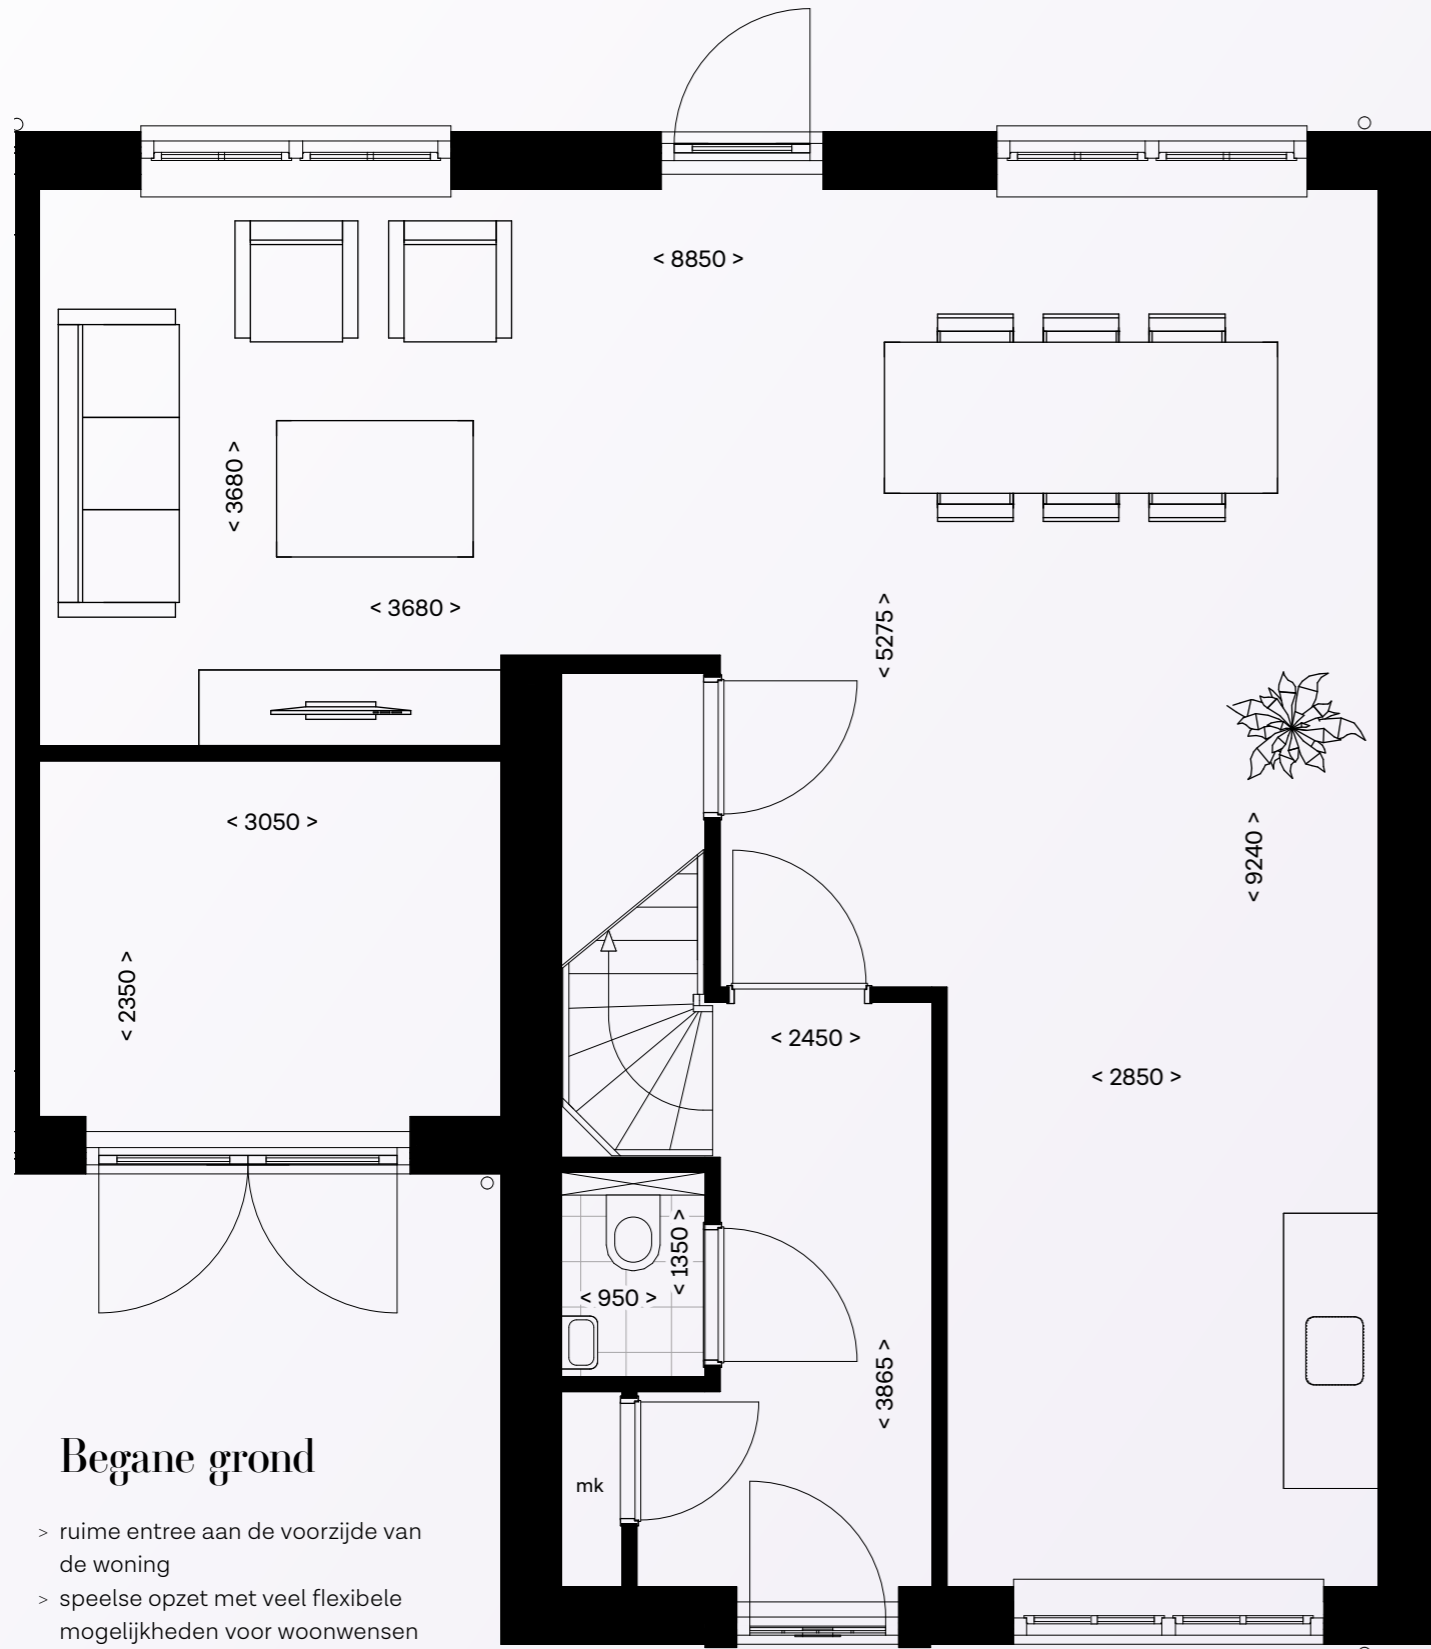 < 8850 >
< 3680 >
< 3680 >
< 5275 >
< 3050 >
< 9240 >
< 2350 >
< 2450 >
< 2850 >
< 1350 >
< 950 >
< 3865 >
mk
Begane grond
> ruime entree aan de voorzijde van
de woning
> speelse opzet met veel flexibele
mogelijkheden voor woonwensen